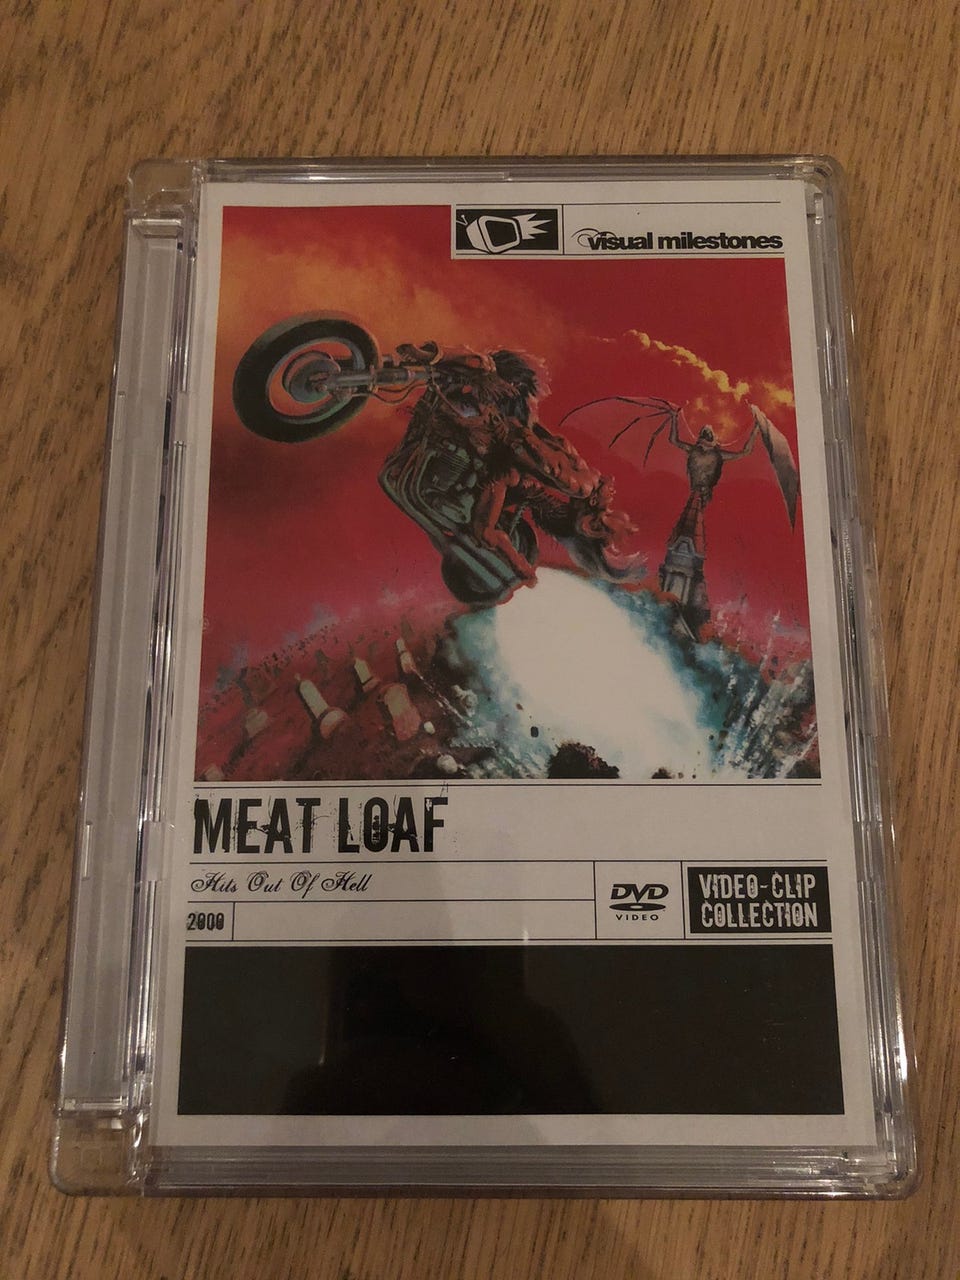 visual milestones
MEAT LOAF
Hits Out Of Hell
2000
DVD
VIDEO
VIDEO-CLIP
COLLECTION